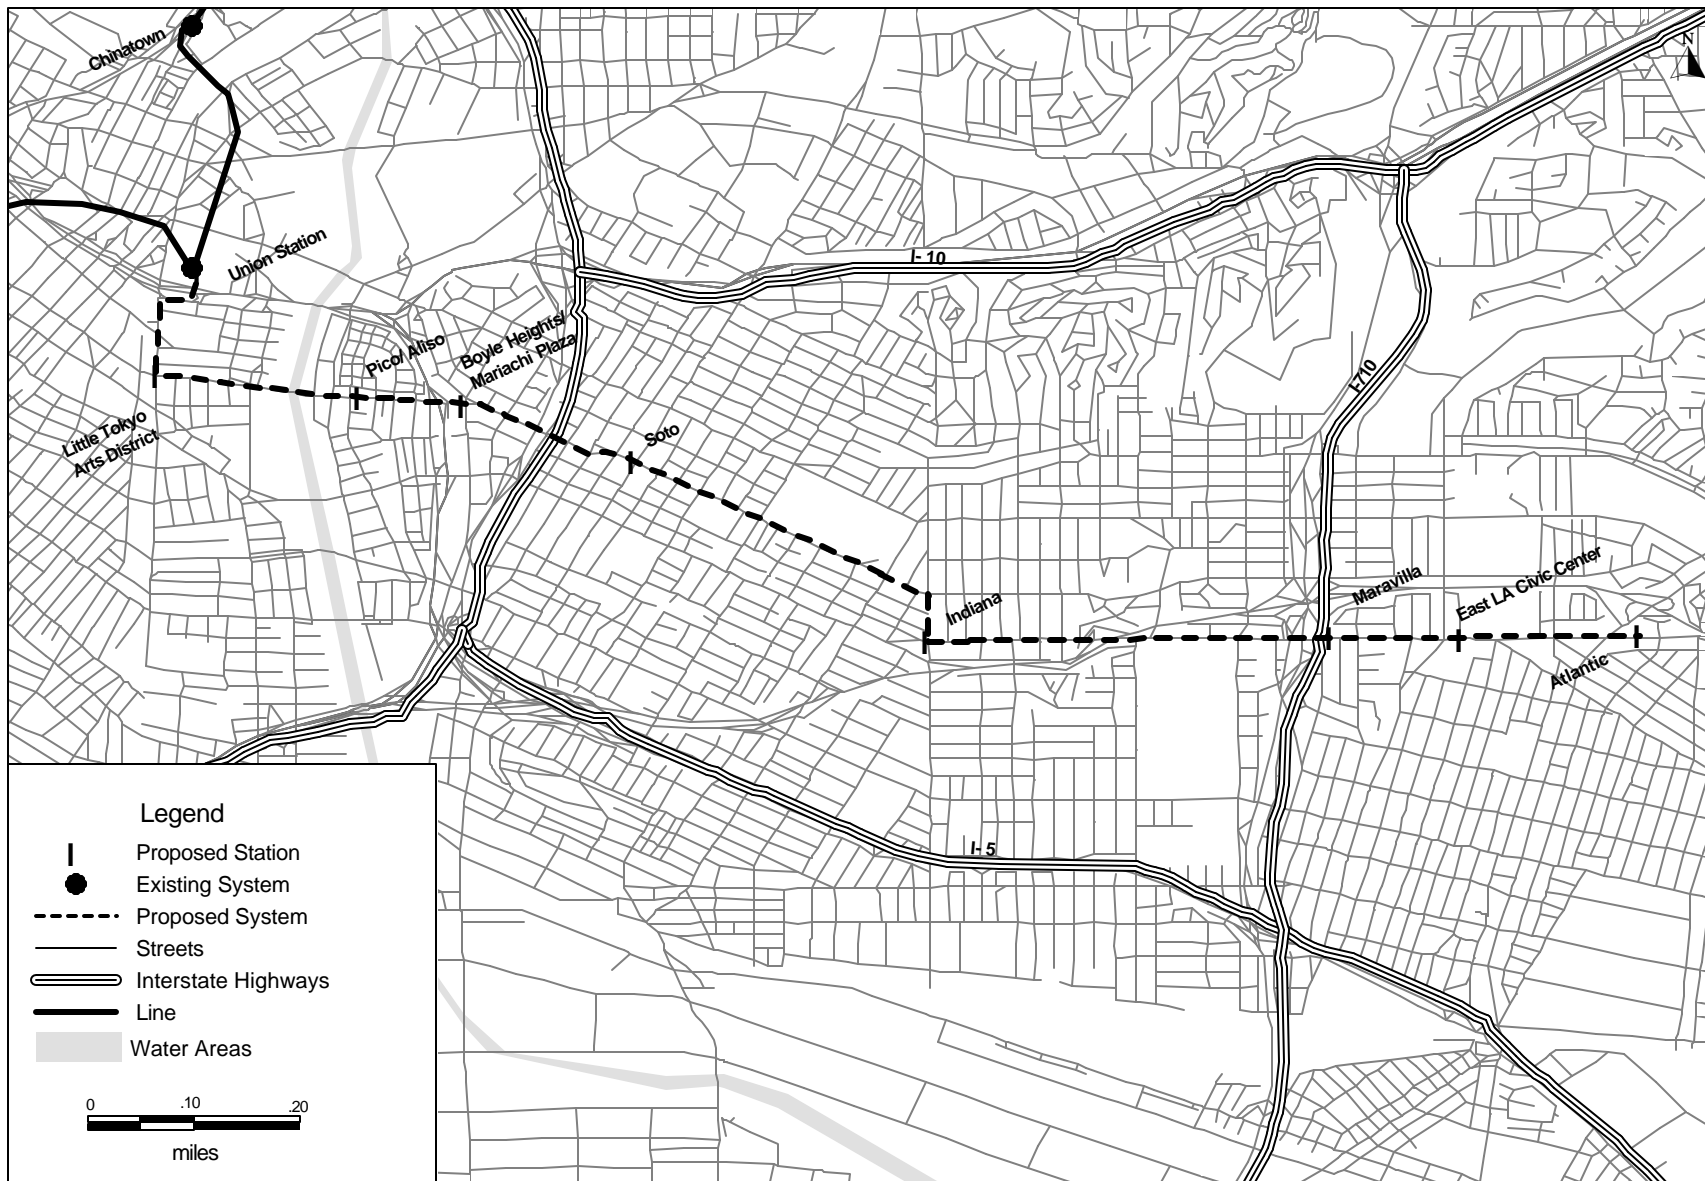 Chinatown
N
Union Station
I- 10
Pico/ Aliso
Boyle Heights/
Mariachi Plaza
I-710
Little Tokyo
Arts District
Soto
Indiana
Maravilla
East LA Civic Center
Atlantic
I- 5
Legend
Proposed Station
Existing System
Proposed System
Streets
Interstate Highways
Line
Water Areas
0 .10 .20
miles